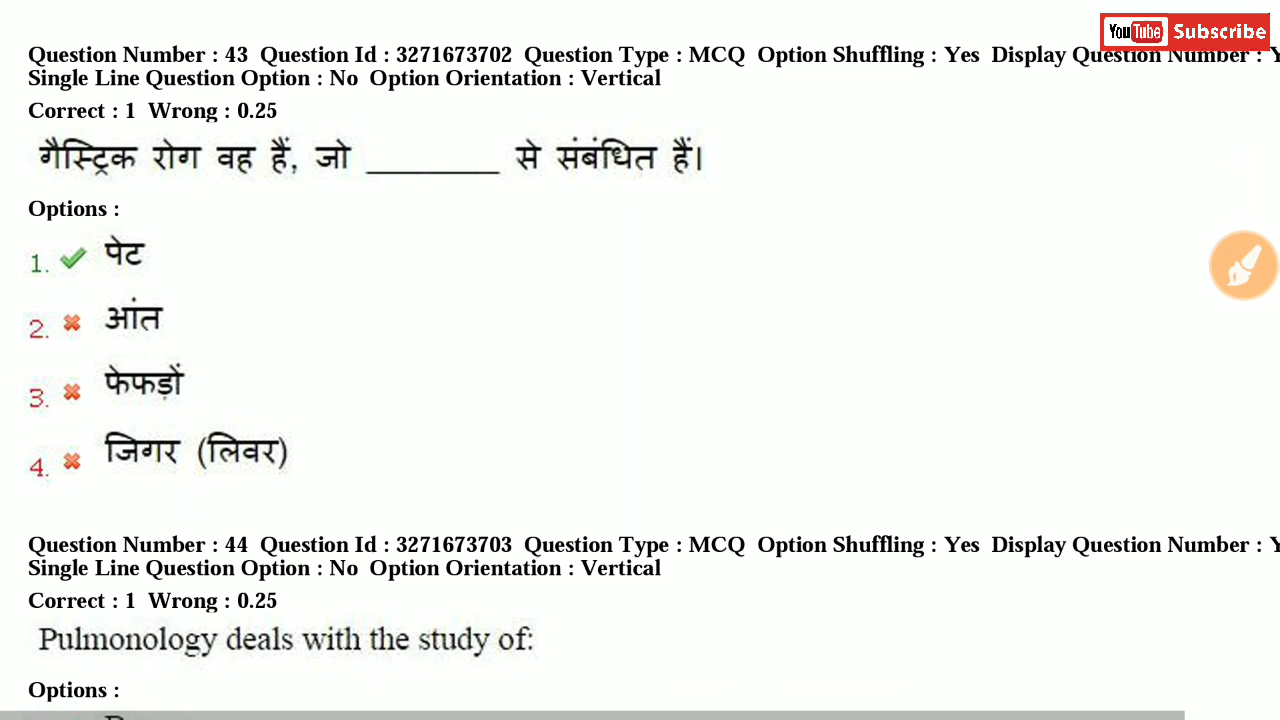 YouTube Subscribe
Question Number : 43 Question Id : 3271673702 Question Type : MCQ Option Shuffling : Yes Display Question Number : Y
Single Line Question Option : No Option Orientation : Vertical
Correct : 1 Wrong : 0.25
गैस्ट्रिक रोग वह हैं, जो ________ से संबंधित हैं।
Options :
1. पेट
2. आंत
3. फेफड़ों
4. जिगर (लिवर)
Question Number : 44 Question Id : 3271673703 Question Type : MCQ Option Shuffling : Yes Display Question Number : Y
Single Line Question Option : No Option Orientation : Vertical
Correct : 1 Wrong : 0.25
Pulmonology deals with the study of:
Options :